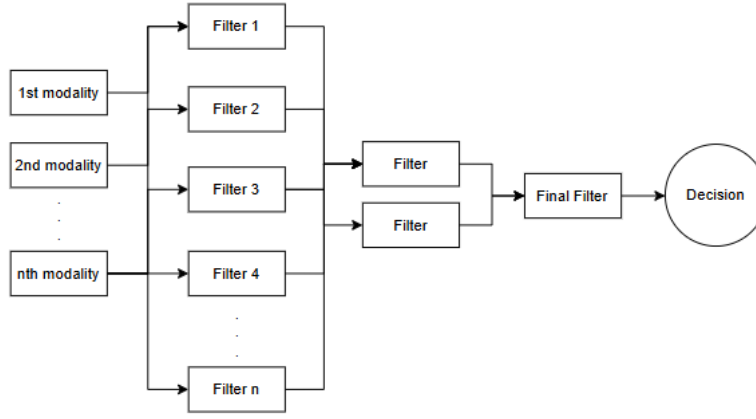 1st modality
2nd modality
nth modality
Filter 1
Filter 2
Filter 3
Filter 4
Filter n
Filter
Filter
Final Filter
Decision